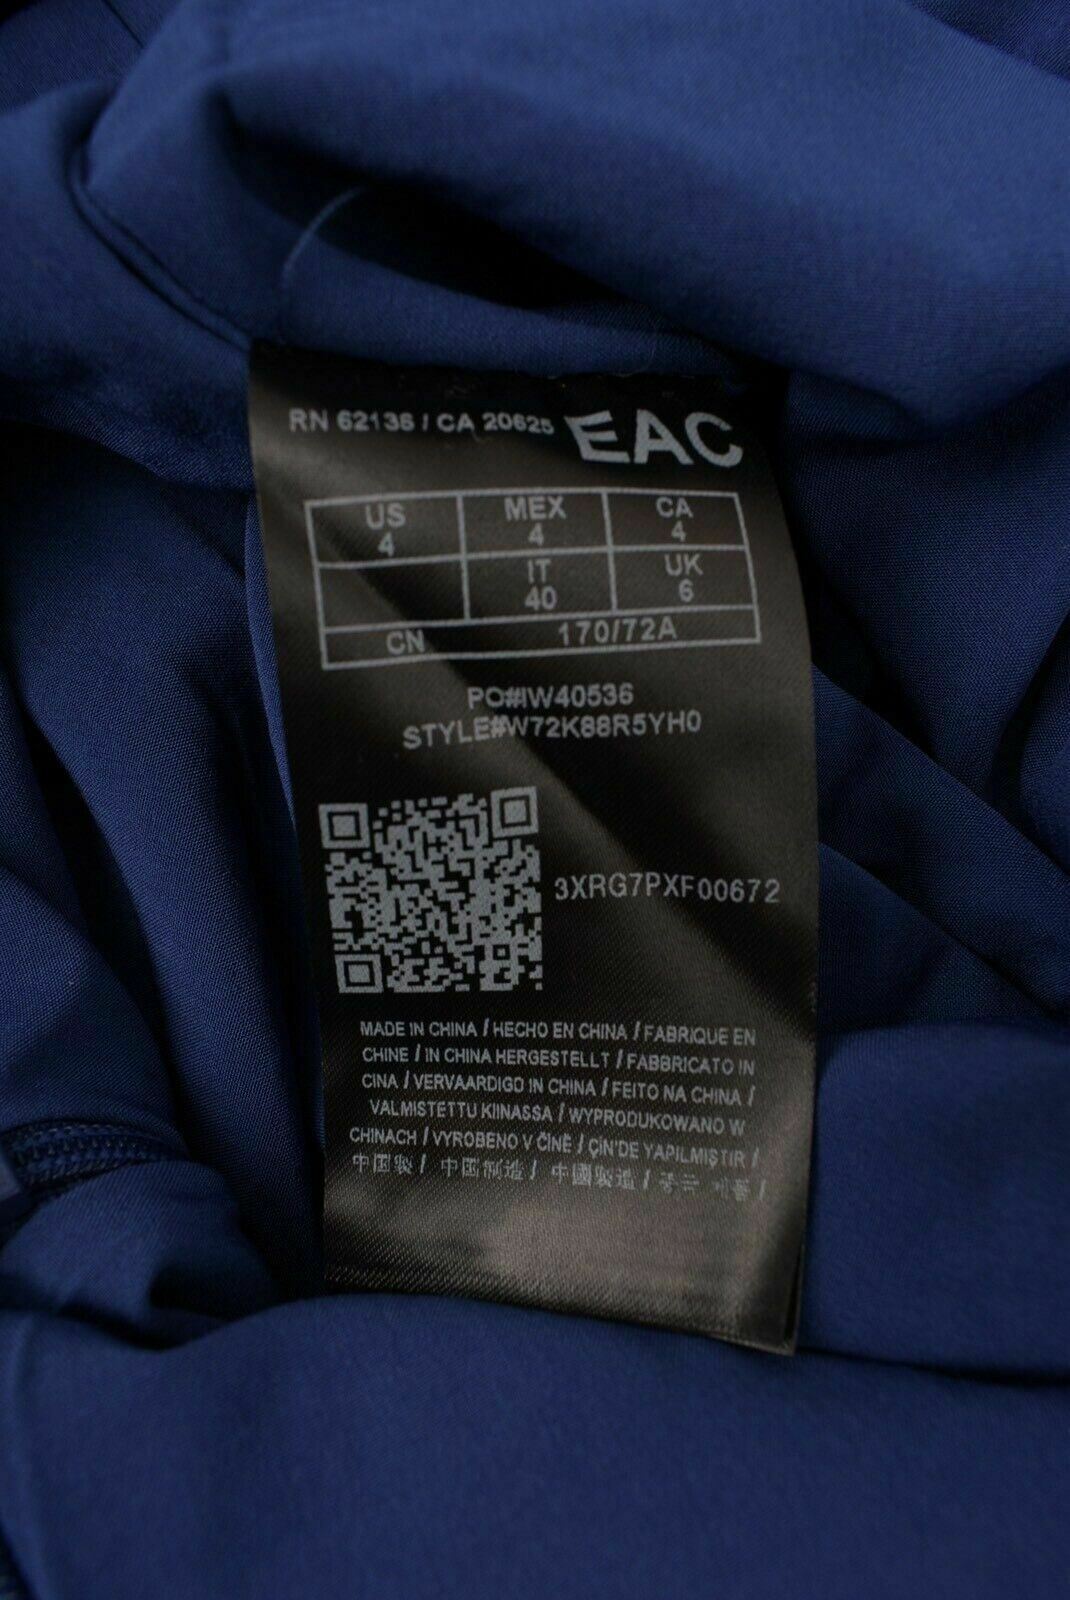 RN 62136 / CA 20625 EAC
US MEX CA
4 4 4
IT UK
40 6
CN 170/72A
PO#IW40536
STYLE#W72K88R5YH0
3XRG7PXF00672
MADE IN CHINA / HECHO EN CHINA / FABRIQUE EN
CHINE / IN CHINA HERGESTELLT / FABBRICATO IN
CINA / VERVAARDIGD IN CHINA / FEITO NA CHINA /
VALMISTETTU KIINASSA / WYPRODUKOWANO W
CHINACH / VYROBENO V ČÍNĚ / ÇIN'DE YAPILMIŞTIR /
中国製 / 中国制造 / 中國製造 /